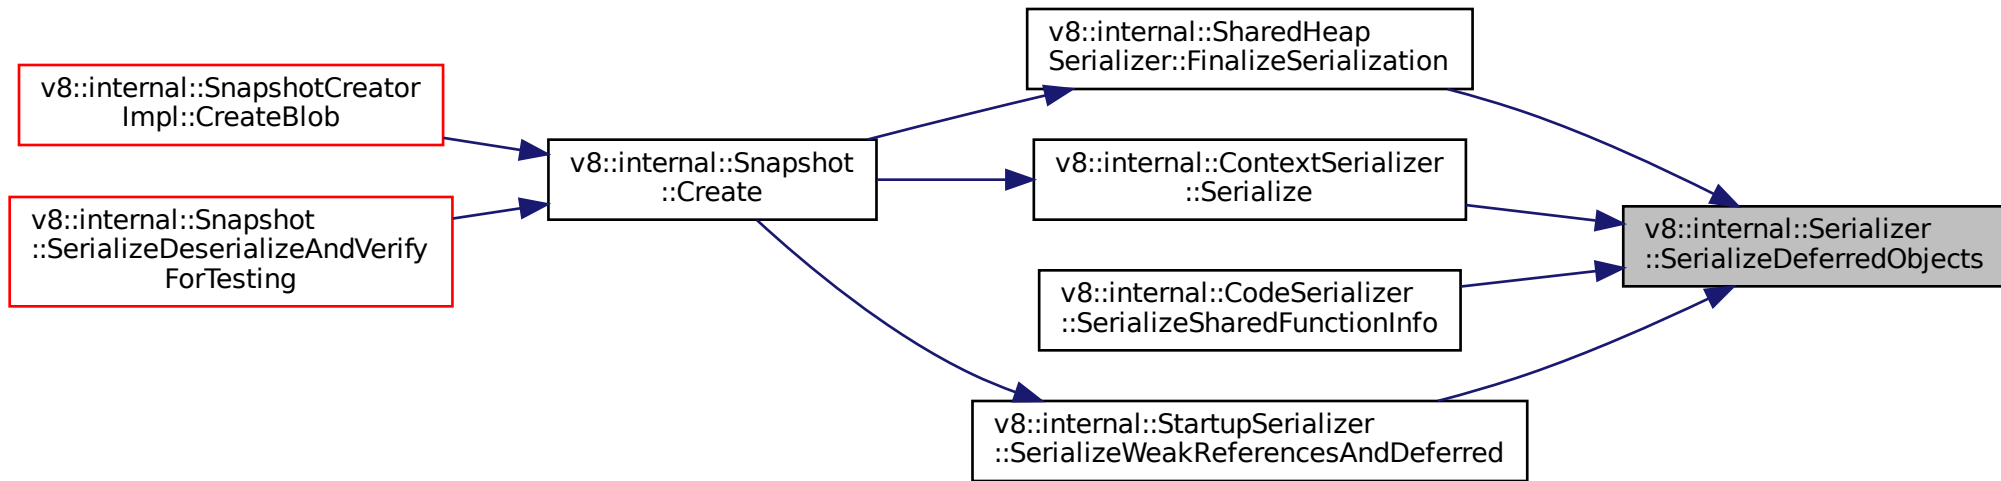 v8::internal::SnapshotCreator
Impl::CreateBlob
v8::internal::Snapshot
::SerializeDeserializeAndVerify
ForTesting
v8::internal::Snapshot
::Create
v8::internal::SharedHeap
Serializer::FinalizeSerialization
v8::internal::ContextSerializer
::Serialize
v8::internal::CodeSerializer
::SerializeSharedFunctionInfo
v8::internal::StartupSerializer
::SerializeWeakReferencesAndDeferred
v8::internal::Serializer
::SerializeDeferredObjects